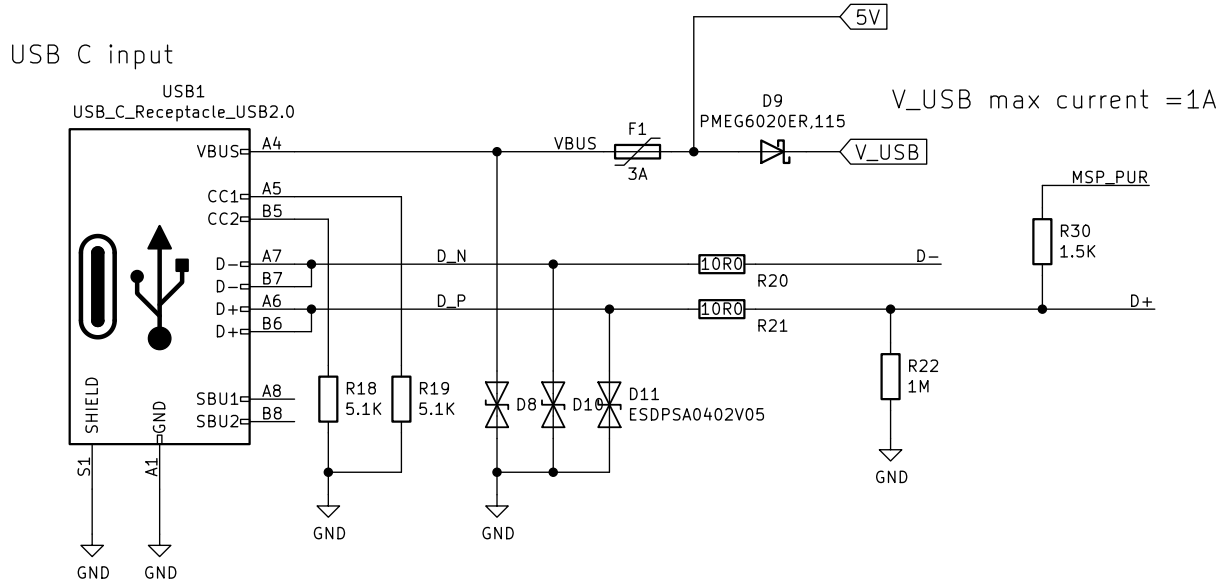 5V
USB C input
USB1
USB_C_Receptacle_USB2.0
V_USB max current =1A
D9
PMEG6020ER,115
F1
VBUS A4
VBUS
3A
V_USB
CC1 A5
MSP_PUR
CC2 B5
R30
1.5K
D- A7
D_N
10R0
R20
D-
D- B7
D+ A6
D_P
10R0
R21
D+
D+ B6
R22
1M
SBU1 A8
SBU2 B8
R18
5.1K
R19
5.1K
D8
D10
D11
ESDPSA0402V05
SHIELD
GND
S1
A1
GND
GND
GND
GND
GND